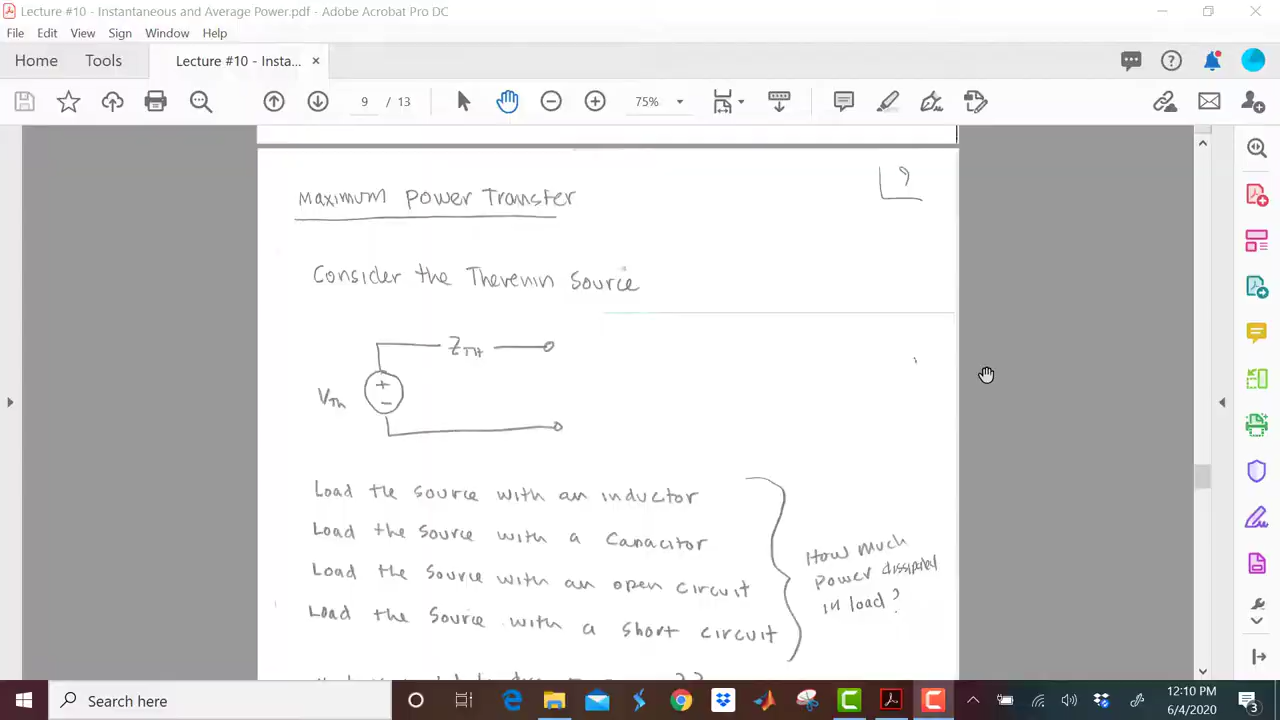 Lecture #10 - Instantaneous and Average Power.pdf - Adobe Acrobat Pro DC
File Edit View Sign Window Help
Home Tools Lecture #10 - Insta... ×
9 / 13 75%
Maximum Power Transfer
9
Consider the Thevenin Source
ZTH
VTh
+
−
Load the source with an inductor
Load the source with a Capacitor
Load the source with an open circuit
Load the source with a short circuit
How Much
Power dissipated
in load?
Search here
12:10 PM
6/4/2020
3